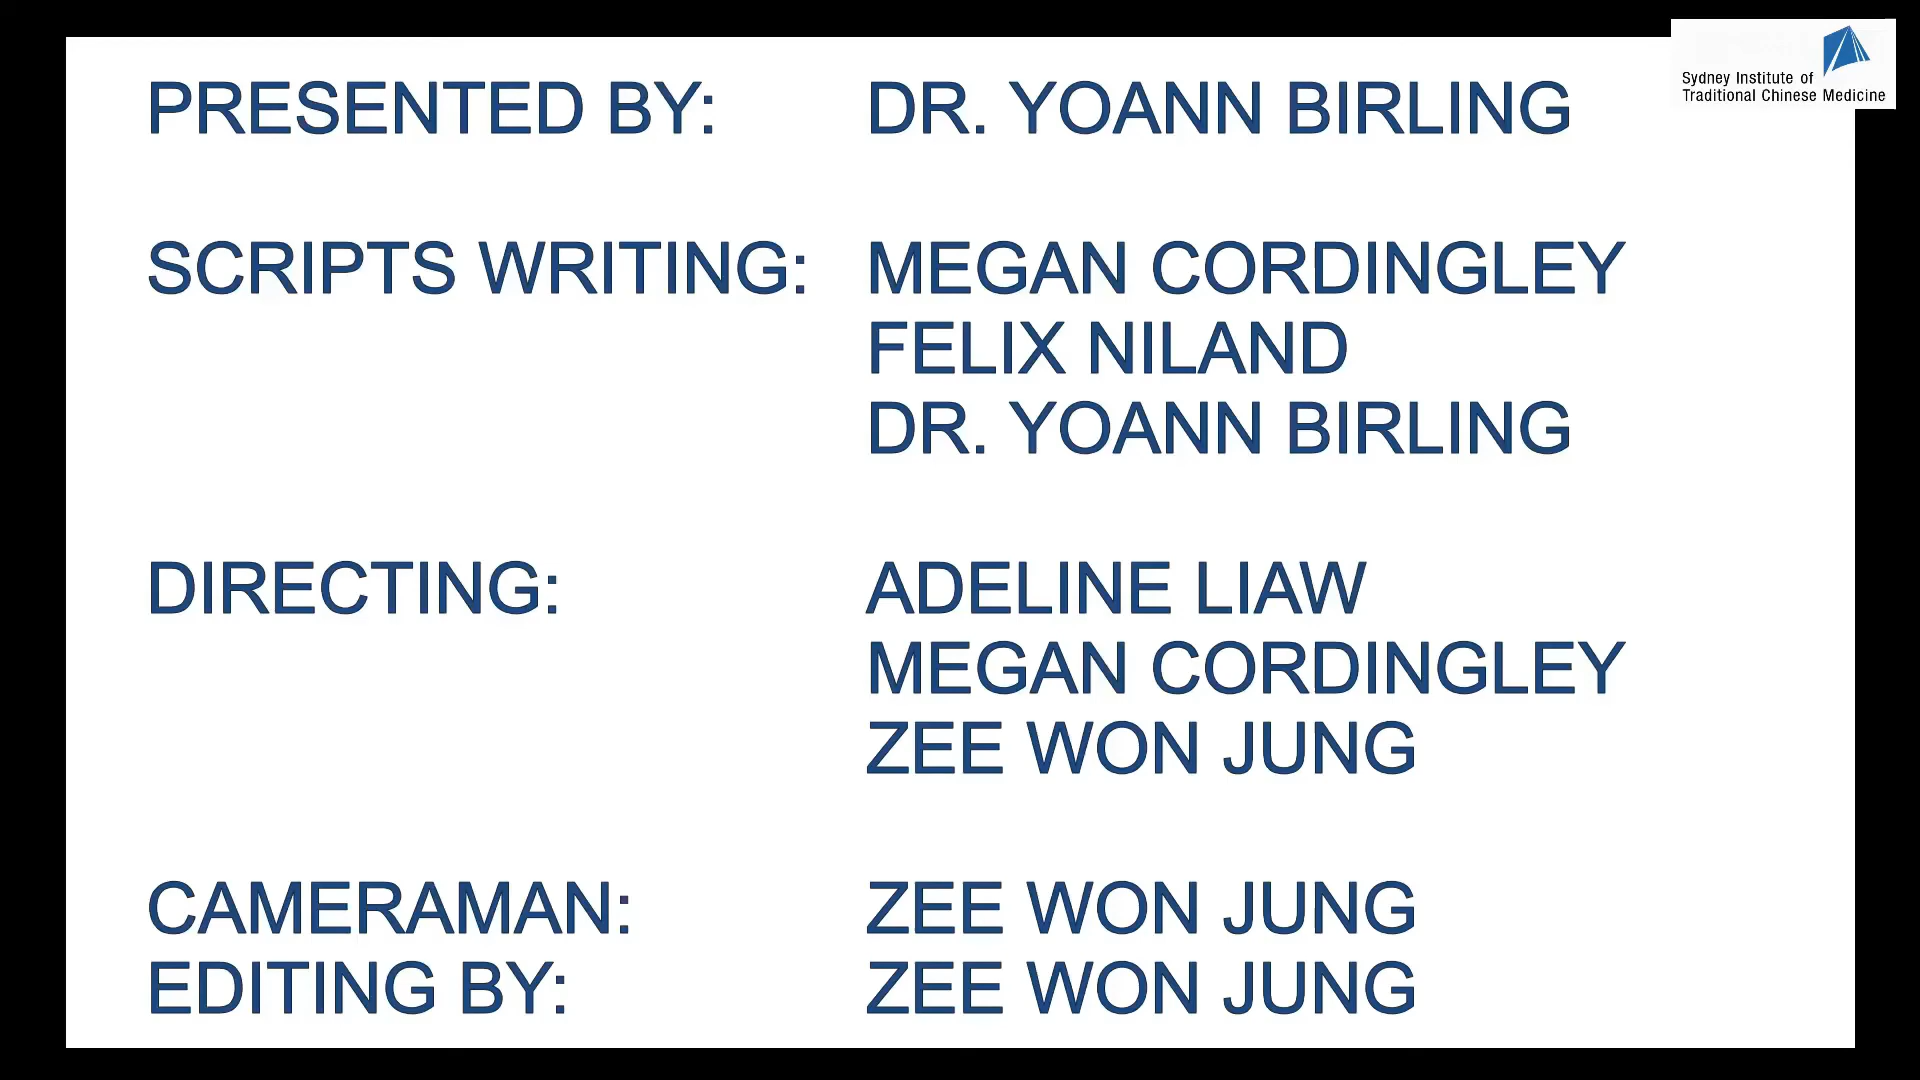 Sydney Institute of
Traditional Chinese Medicine
PRESENTED BY: DR. YOANN BIRLING
SCRIPTS WRITING: MEGAN CORDINGLEY
FELIX NILAND
DR. YOANN BIRLING
DIRECTING: ADELINE LIAW
MEGAN CORDINGLEY
ZEE WON JUNG
CAMERAMAN: ZEE WON JUNG
EDITING BY: ZEE WON JUNG